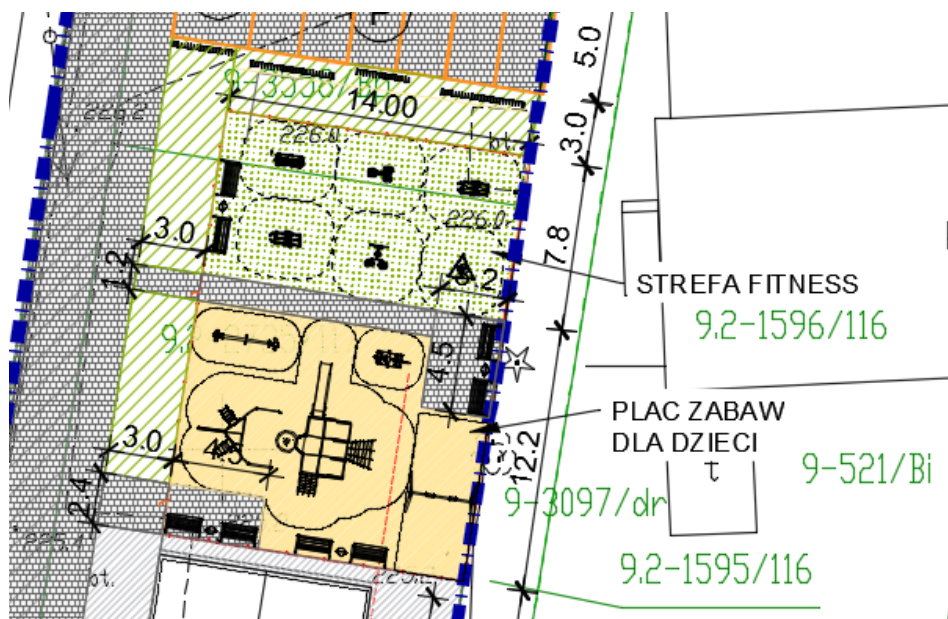 5.0
14.00
226.0
bt.
3.0
226.0
7.8
3.0
1.2
STREFA FITNESS
9.2-1596/116
4.5
PLAC ZABAW
DLA DZIECI
3.0
12.2
9-521/Bi
t
9-3097/dr
2.4
9.2-1595/116
bt.